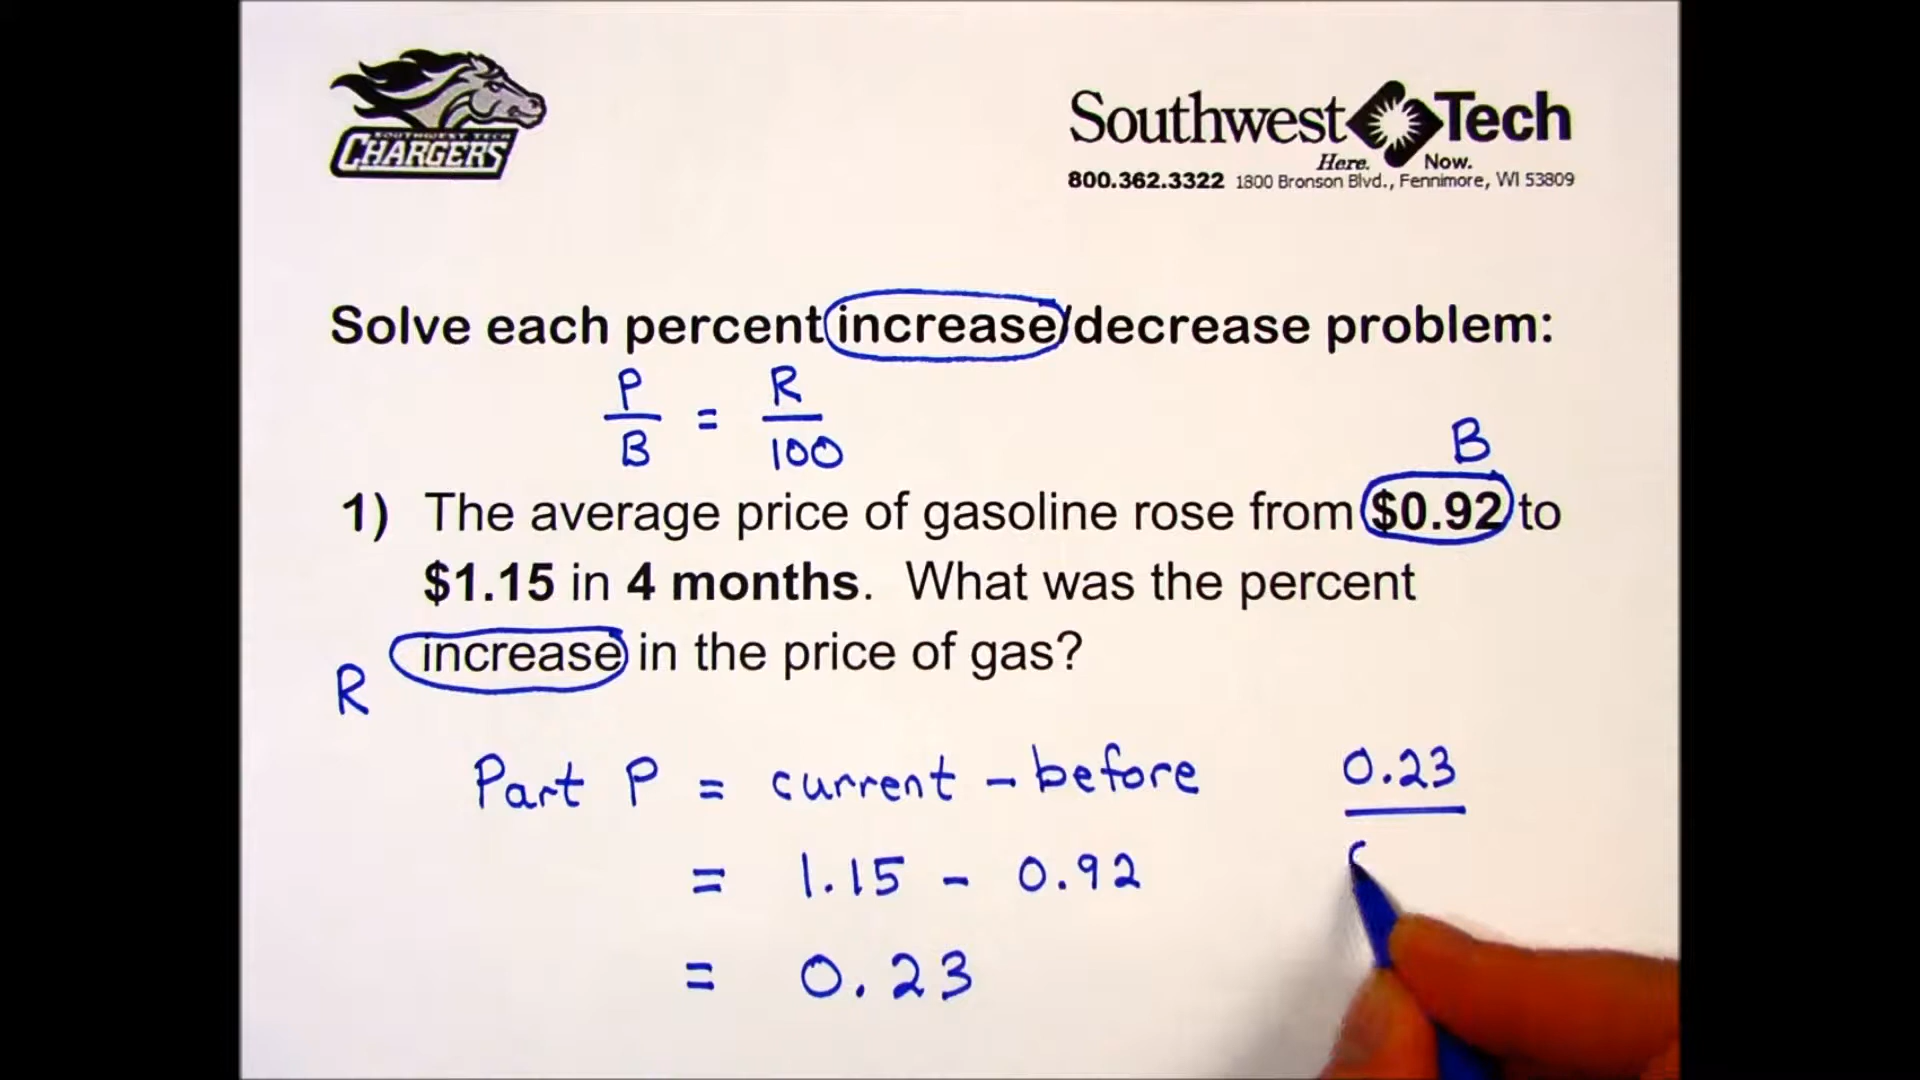 SOUTHWEST TECH
CHARGERS
Southwest Tech
Here. Now.
800.362.3322 1800 Bronson Blvd., Fennimore, WI 53809
Solve each percent increase/decrease problem:
P/B = R/100
B
1) The average price of gasoline rose from $0.92 to
$1.15 in 4 months. What was the percent
increase in the price of gas?
R
Part P = current - before
= 1.15 - 0.92
= 0.23
0.23